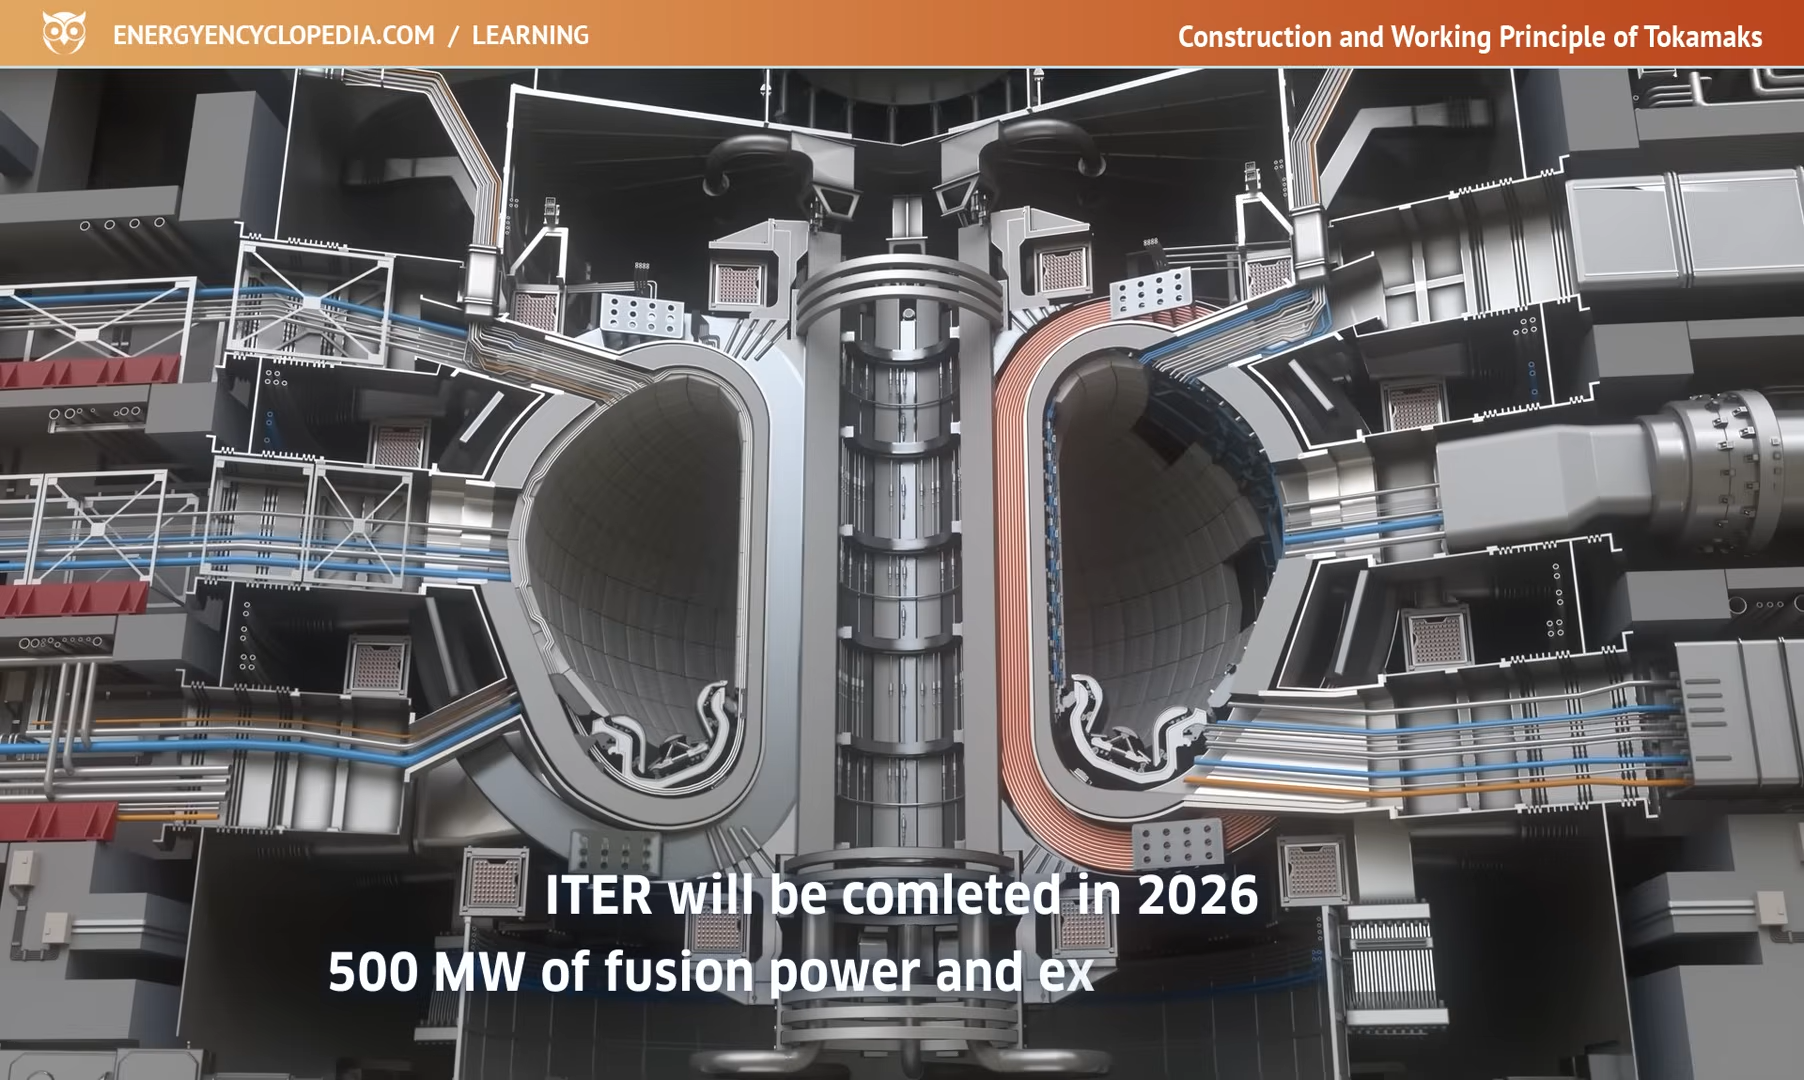 ENERGYENCYCLOPEDIA.COM / LEARNING
Construction and Working Principle of Tokamaks
ITER will be comleted in 2026
500 MW of fusion power and ex